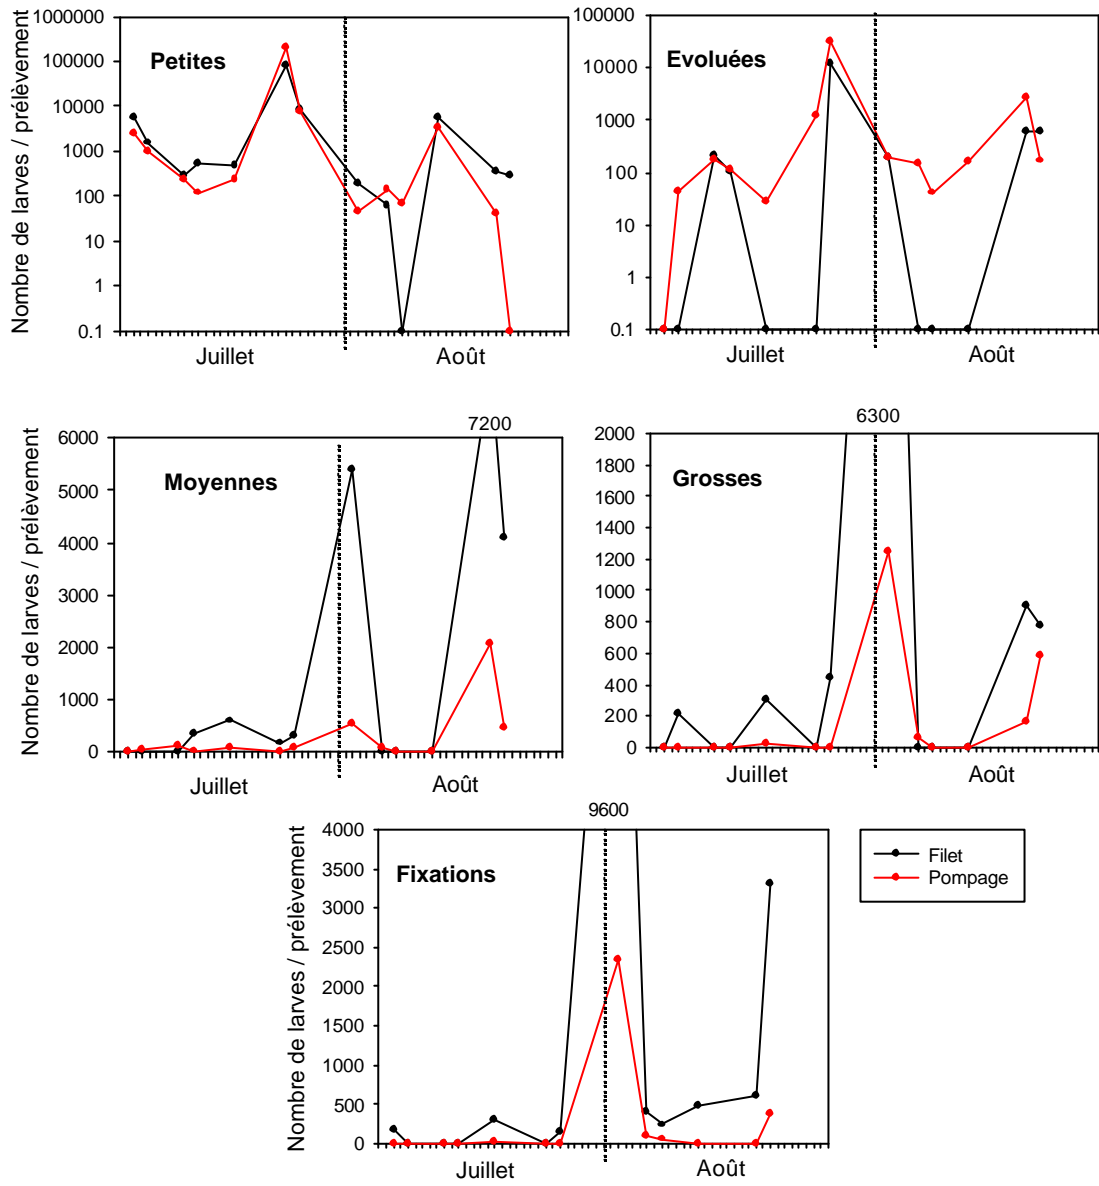 Nombre de larves / prélèvement
1000000
100000
10000
1000
100
10
1
0.1
Petites
Juillet
Août
100000
10000
1000
100
10
1
0.1
Evoluées
Juillet
Août
Nombre de larves / prélèvement
6000
5000
4000
3000
2000
1000
0
7200
Moyennes
Juillet
Août
2000
1800
1600
1400
1200
1000
800
600
400
200
0
6300
Grosses
Juillet
Août
Nombre de larves / prélèvement
4000
3500
3000
2500
2000
1500
1000
500
0
9600
Fixations
Juillet
Août
Filet
Pompage